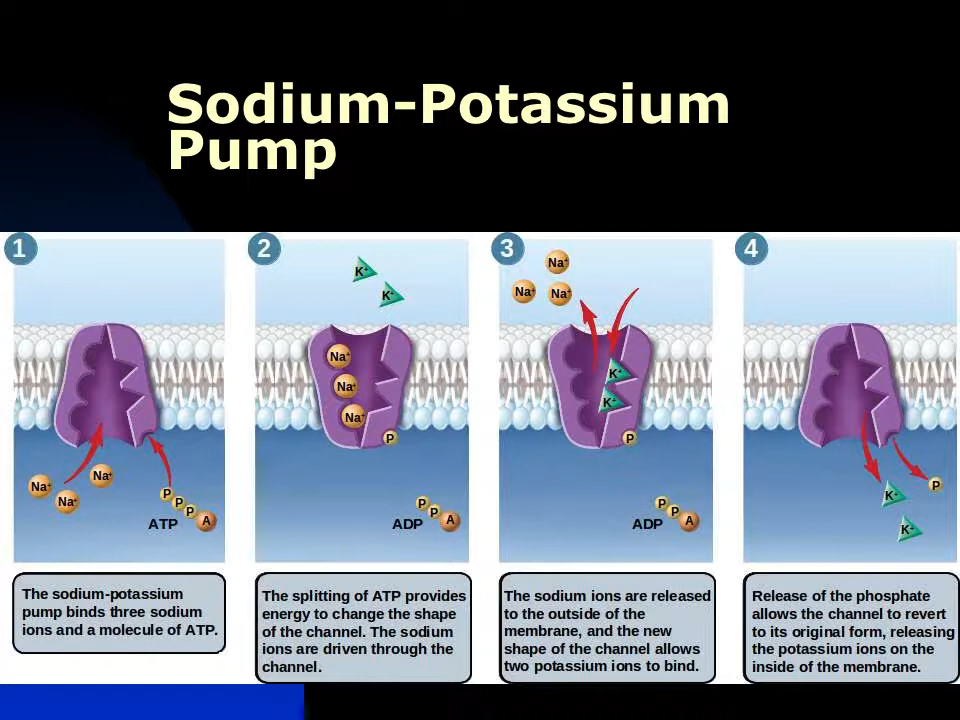 Sodium-Potassium
Pump
1
2
3
4
Na+
Na+
Na+
P
P
P
A
ATP
The sodium-potassium
pump binds three sodium
ions and a molecule of ATP.
K+
K+
Na+
Na+
Na+
P
P
P
A
ADP
The splitting of ATP provides
energy to change the shape
of the channel. The sodium
ions are driven through the
channel.
Na+
Na+
Na+
K+
K+
P
P
P
A
ADP
The sodium ions are released
to the outside of the
membrane, and the new
shape of the channel allows
two potassium ions to bind.
P
K+
K+
Release of the phosphate
allows the channel to revert
to its original form, releasing
the potassium ions on the
inside of the membrane.